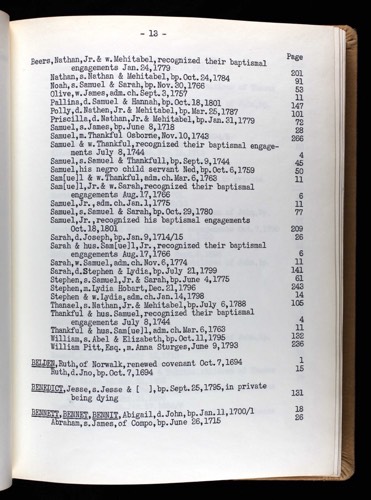 - 13 -
Page
Beers,Nathan,Jr.& w.Mehitabel,recognized their baptismal
engagements Jan.24,1779 201
Nathan,s.Nathan & Mehitabel,bp.Oct.24,1784 91
Noah,s.Samuel & Sarah,bp.Nov.30,1766 53
Olive,w.James,adm.ch.Sept.3,1757 11
Pallina,d.Samuel & Hannah,bp.Oct.18,1801 147
Polly,d.Nathan,Jr.& Mehitabel,bp.Mar.25,1787 101
Priscilla,d.Nathan,Jr.& Mehitabel,bp.Jan.31,1779 72
Samuel,s.James,bp.June 8,1718 28
Samuel,m.Thankful Osborne,Nov.10,1743 266
Samuel & w.Thankful,recognized their baptismal engage-
ments July 8,1744 4
Samuel,s.Samuel & Thankfull,bp.Sept.9,1744 45
Samuel,his negro child servant Ned,bp.Oct.6,1759 50
Sam[ue]l & w.Thankful,adm.ch.Mar.6,1763 11
Sam[ue]l,Jr.& w.Sarah,recognized their baptismal
engagements Aug.17,1766 6
Samuel,Jr.,adm.ch.Jan.1,1775 11
Samuel,s.Samuel & Sarah,bp.Oct.29,1780 77
Samuel,Jr.,recognized his baptismal engagements
Oct.18,1801 209
Sarah,d.Joseph,bp.Jan.9,1714/15 26
Sarah & hus.Sam[ue]l,Jr.,recognized their baptismal
engagements Aug.17,1766 6
Sarah,w.Samuel,adm.ch.Nov.6,1774 11
Sarah,d.Stephen & Lydia,bp.July 21,1799 141
Stephen,s.Samuel,Jr.& Sarah,bp.June 4,1775 61
Stephen,m.Lydia Hobart,Dec.21,1796 243
Stephen & w.Lydia,adm.ch.Jan.14,1798 14
Thanael,s.Nathan,Jr.& Mehitabel,bp.July 6,1788 105
Thankful & hus.Samuel,recognized their baptismal
engagements July 8,1744 4
Thankful & hus.Sam[ue]l,adm.ch.Mar.6,1763 11
William,s.Abel & Elizabeth,bp.Oct.11,1795 132
William Pitt,Esq.,m.Anna Sturges,June 9,1793 236
BELDEN,Ruth,of Norwalk,renewed covenant Oct.7,1694 1
Ruth,d.Jno,bp.Oct.7,1694 15
BENEDICT,Jesse,s.Jesse & [ ],bp.Sept.25,1795,in private
being dying 131
BENNETT,BENNET,BENNIT,Abigail,d.John,bp.Jan.11,1700/1 18
Abraham,s.James,of Compo,bp.June 26,1715 26